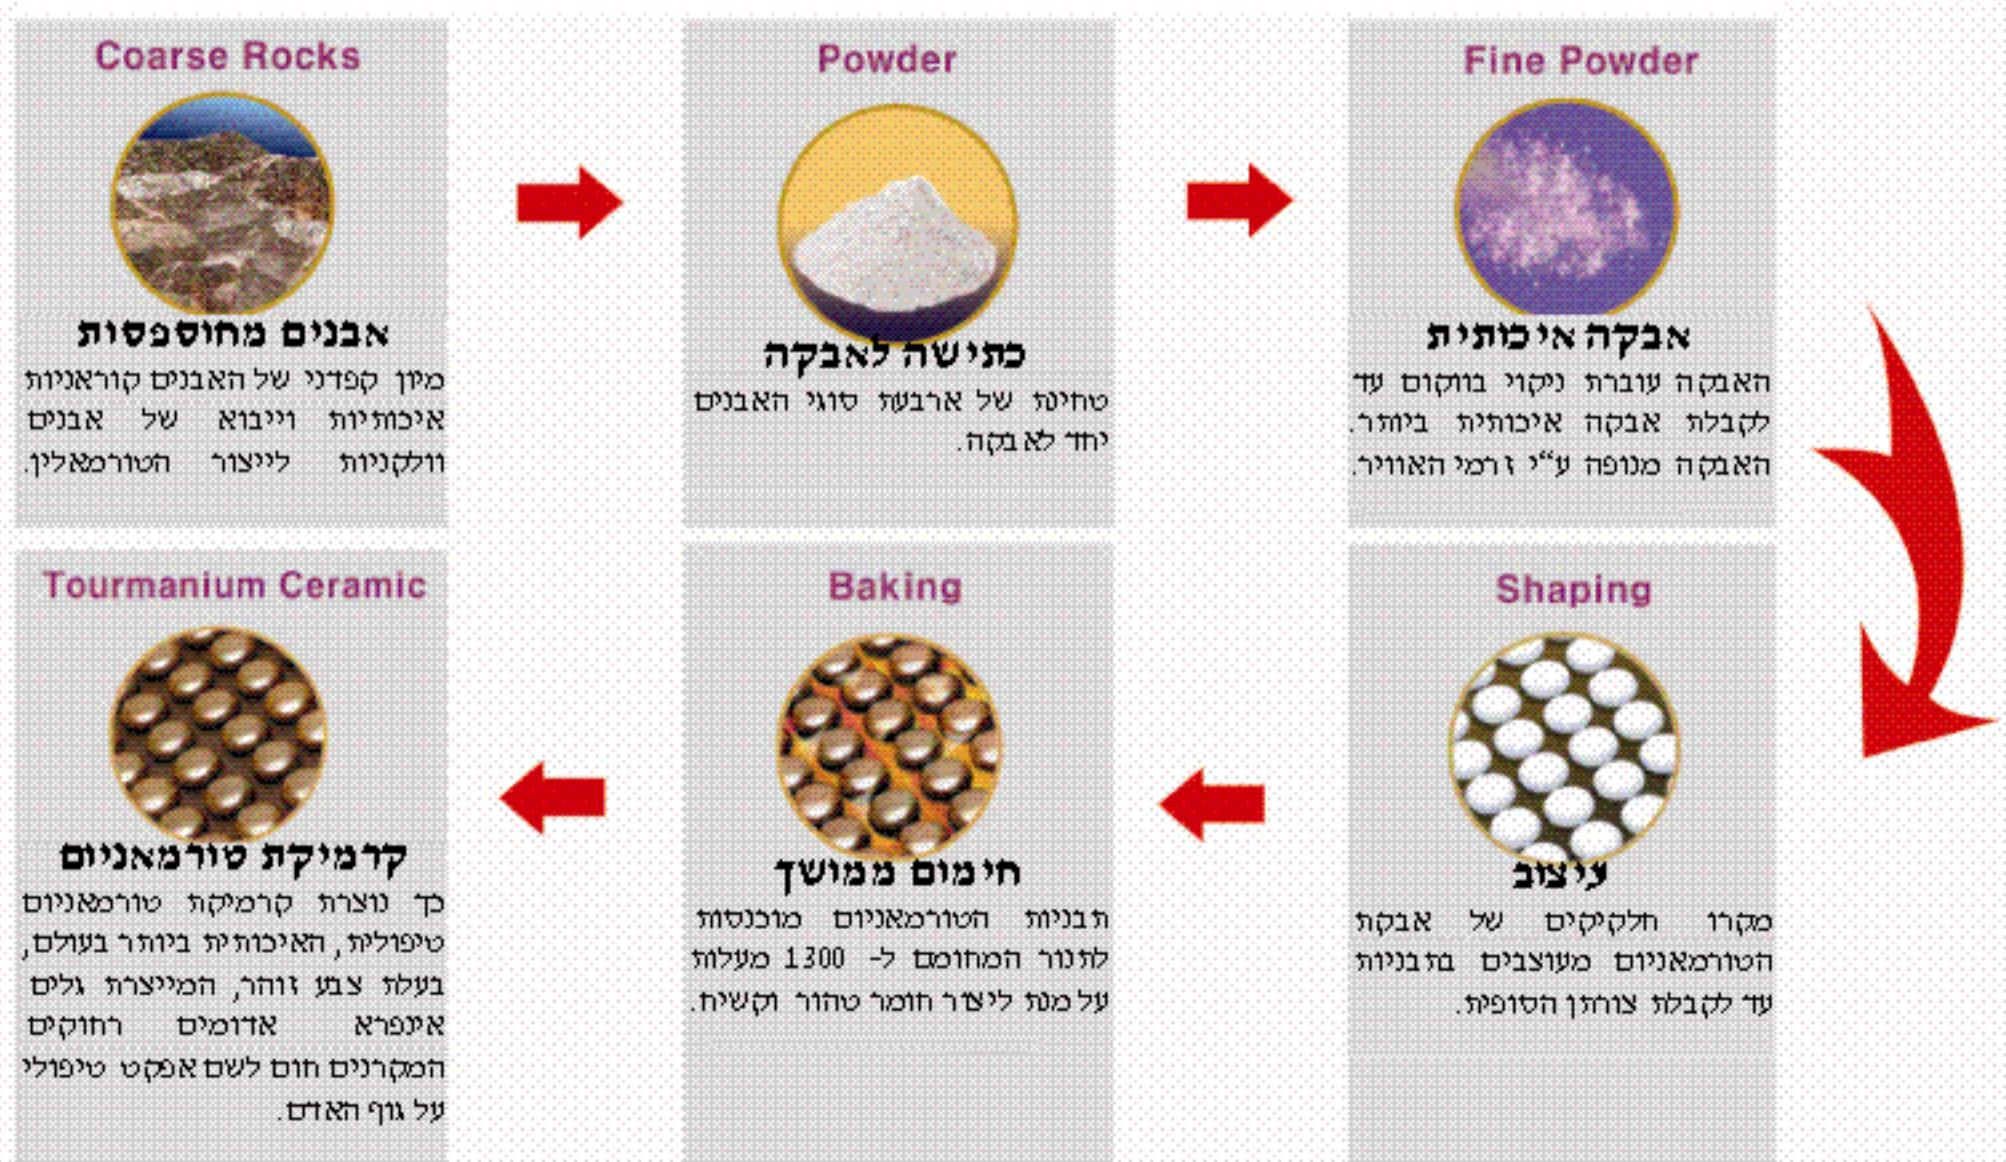 Coarse Rocks
אבנים מחוספסות
מיון קפדני של האבנים קוראניות
איכותיות וייבוא של אבנים
וולקניות לייצור הטורמאלין.
Powder
כתישה לאבקה
טחינת של ארבעת סוגי האבנים
יחד לאבקה.
Fine Powder
אבקה איכותית
האבקה עוברת ניקוי בווקום עד
לקבלת אבקה איכותית ביותר.
האבקה מנופה ע"י זרמי האוויר.
Shaping
עיצוב
מקרו חלקיקים של אבקת
הטורמאניום מעוצבים בתבניות
עד לקבלת צורתן הסופית.
Baking
חימום ממושך
תבניות הטורמאניום מוכנסות
לתנור המחומם ל- 1300 מעלות
על מנת ליצור חומר טהור וקשיח.
Tourmanium Ceramic
קרמיקת טורמאניום
כך נוצרת קרמיקת טורמאניום
טיפולית, האיכותית ביותר בעולם,
בעלת צבע זוהר, המייצרת גלים
אינפרא אדומים רחוקים
המקרנים חום לשם אפקט טיפולי
על גוף האדם.